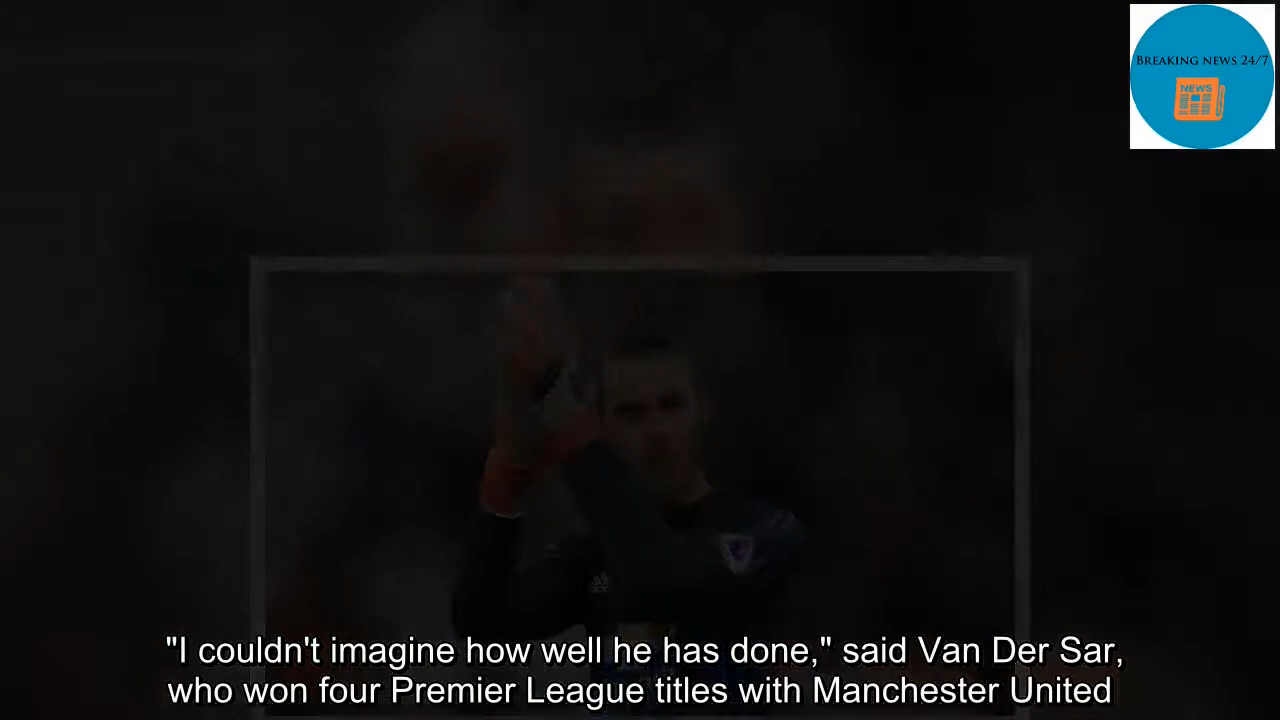 BREAKING NEWS 24/7
NEWS
"I couldn't imagine how well he has done," said Van Der Sar,
who won four Premier League titles with Manchester United